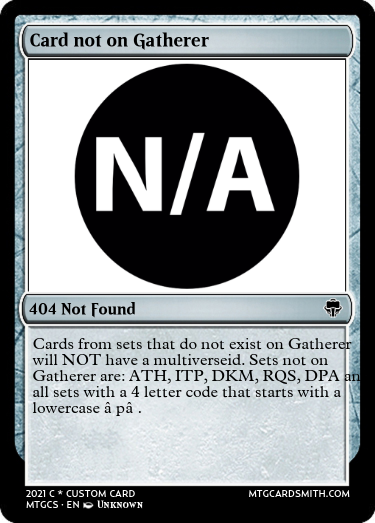 Card not on Gatherer
N/A
404 Not Found
Cards from sets that do not exist on Gatherer
will NOT have a multiverseid. Sets not on
Gatherer are: ATH, ITP, DKM, RQS, DPA an
all sets with a 4 letter code that starts with a
lowercase â pâ .
2021 C * CUSTOM CARD
MTGCARDSMITH.COM
MTGCS · EN Unknown